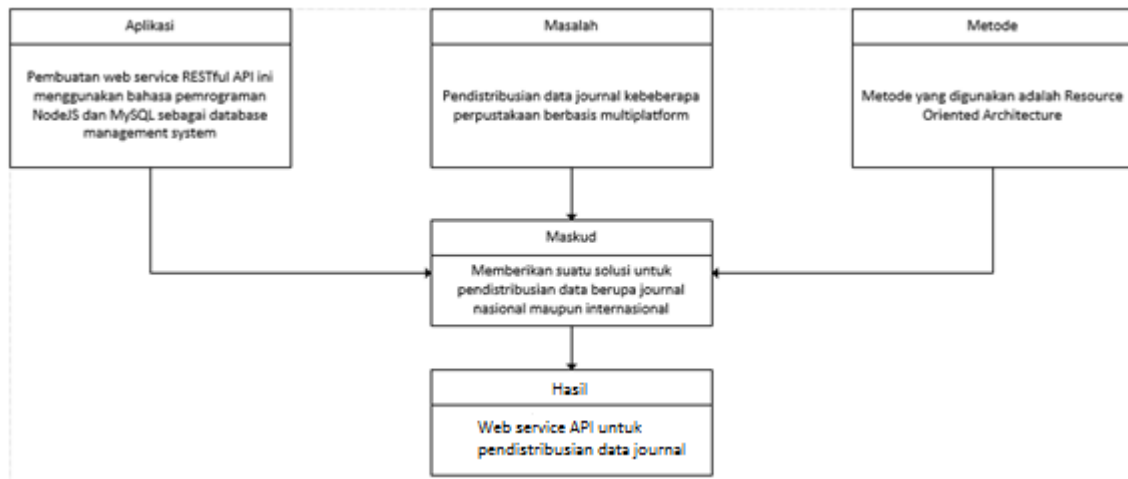 Aplikasi
Pembuatan web service RESTful API ini
menggunakan bahasa pemrograman
NodeJS dan MySQL sebagai database
management system
Masalah
Pendistribusian data journal kebeberapa
perpustakaan berbasis multiplatform
Metode
Metode yang digunakan adalah Resource
Oriented Architecture
Maskud
Memberikan suatu solusi untuk
pendistribusian data berupa journal
nasional maupun internasional
Hasil
Web service API untuk
pendistribusian data journal